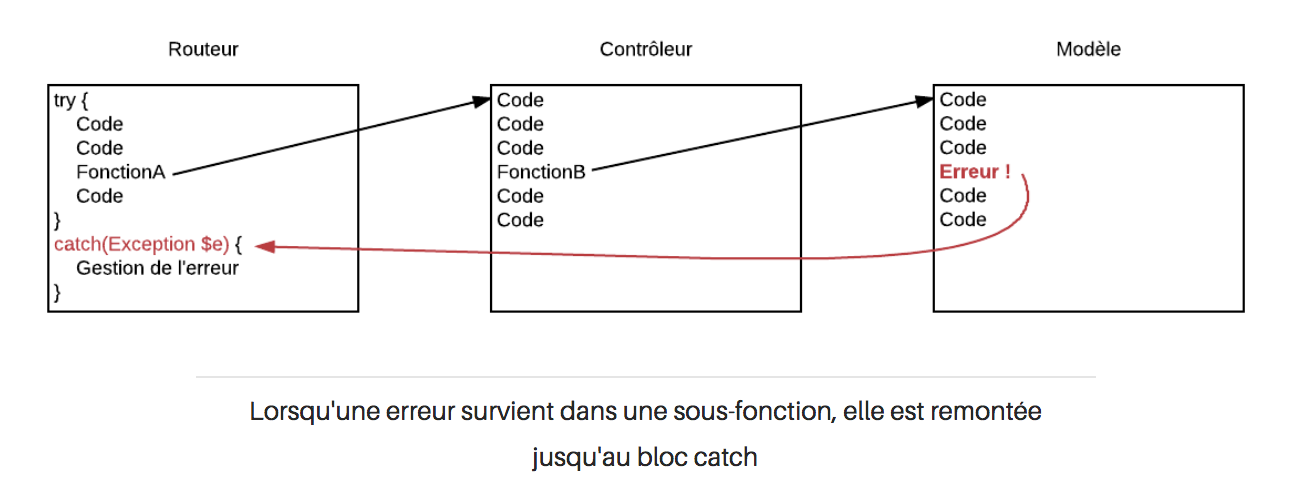 Routeur
Contrôleur
Modèle
try {
Code
Code
FonctionA
Code
}
catch(Exception $e) {
Gestion de l'erreur
}
Code
Code
Code
FonctionB
Code
Code
Code
Code
Code
Erreur !
Code
Code
Lorsqu'une erreur survient dans une sous-fonction, elle est remontée
jusqu'au bloc catch